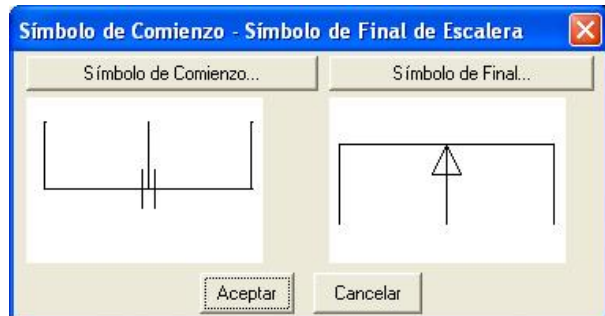 Símbolo de Comienzo - Símbolo de Final de Escalera
Símbolo de Comienzo...
Símbolo de Final...
Aceptar
Cancelar